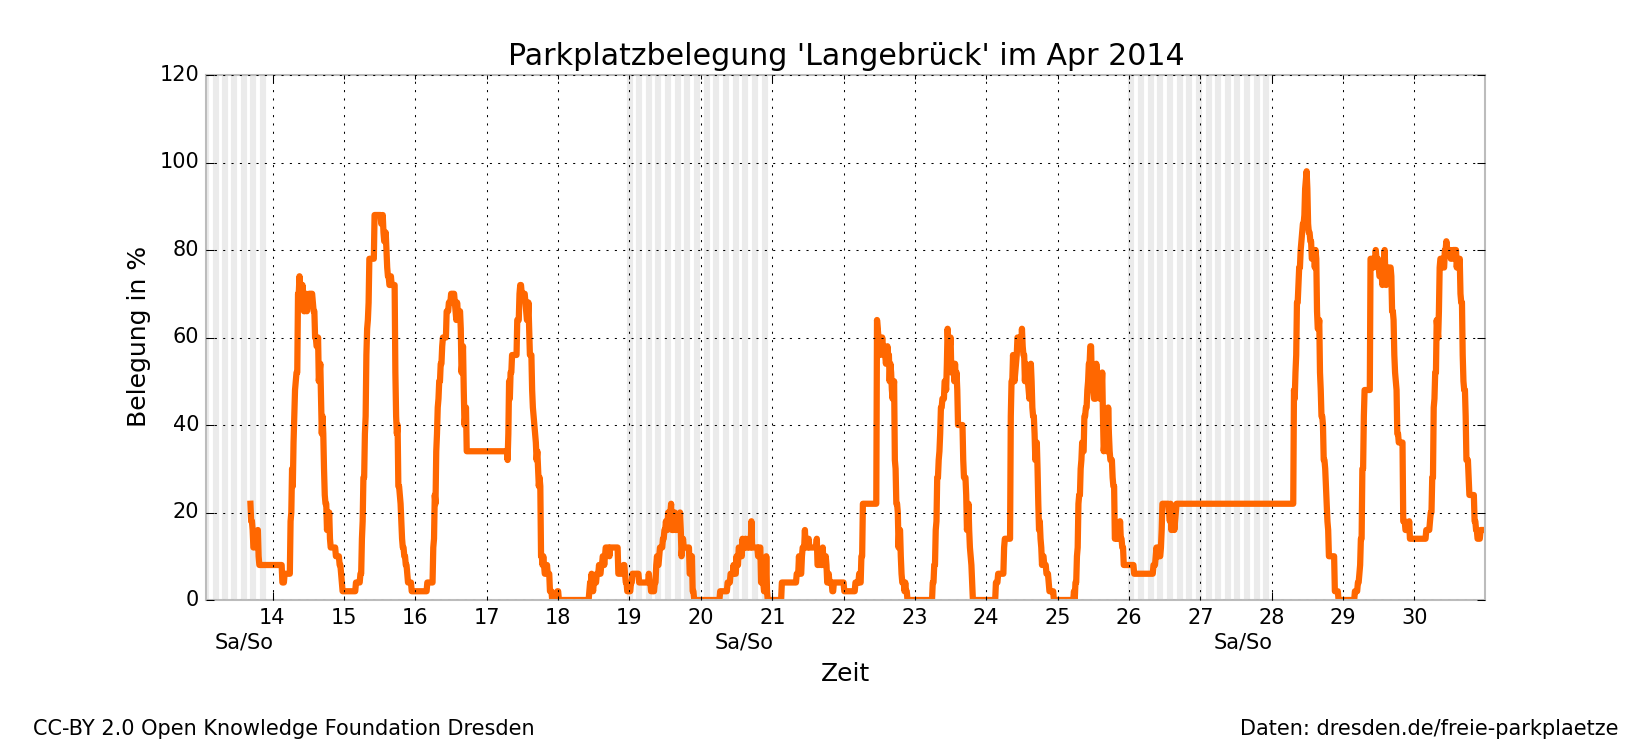 Parkplatzbelegung 'Langebrück' im Apr 2014
120
100
80
60
40
20
0
Belegung in %
14 15 16 17 18 19 20 21 22 23 24 25 26 27 28 29 30
Sa/So Sa/So Sa/So
Zeit
CC-BY 2.0 Open Knowledge Foundation Dresden
Daten: dresden.de/freie-parkplaetze